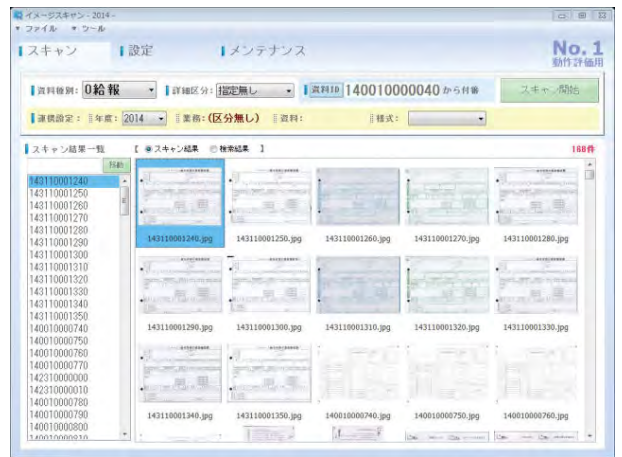 イメージスキャン - 2014 -
▼ ファイル ▼ ツール
スキャン 設定 メンテナンス No. 1
動作評価用
資料種別: 0給報 詳細区分: 指定無し 資料ID 140010000040 から付番 スキャン開始
連携設定: 年度: 2014 業務: (区分無し) 資料: 様式:
スキャン結果一覧 [ スキャン結果 検索結果 ] 160件
移動
143110001240
143110001250
143110001260
143110001270
143110001280
143110001290
143110001300
143110001310
143110001320
143110001330
143110001340
143110001350
140010000740
140010000750
140010000760
140010000770
142310000000
142310000010
140010000780
140010000790
140010000800
140010000810
143110001240.jpg 143110001250.jpg 143110001260.jpg 143110001270.jpg 143110001280.jpg
143110001290.jpg 143110001300.jpg 143110001310.jpg 143110001320.jpg 143110001330.jpg
143110001340.jpg 143110001350.jpg 140010000740.jpg 140010000750.jpg 140010000760.jpg